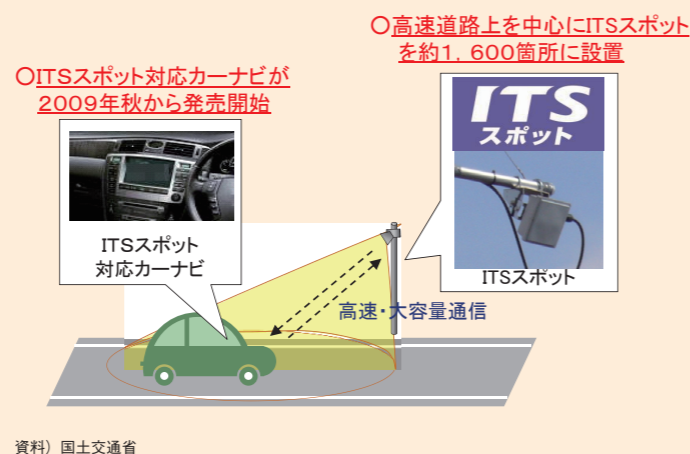 ○高速道路上を中心にITSスポット
を約1，600箇所に設置
○ITSスポット対応カーナビが
2009年秋から発売開始
ITS
スポット
ITSスポット
対応カーナビ
ITSスポット
高速・大容量通信
資料）国土交通省